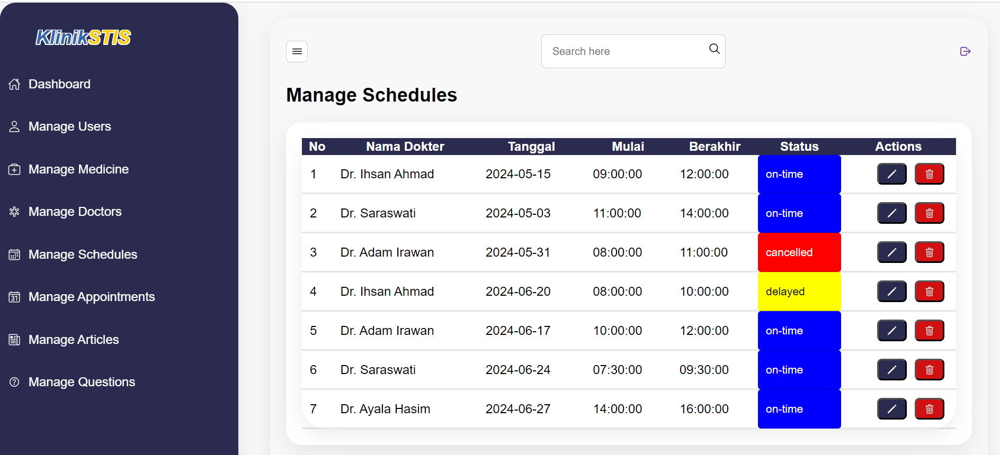 KlinikSTIS
Dashboard
Manage Users
Manage Medicine
Manage Doctors
Manage Schedules
31 Manage Appointments
Manage Articles
Manage Questions
Search here
Manage Schedules
No Nama Dokter Tanggal Mulai Berakhir Status Actions
1 Dr. Ihsan Ahmad 2024-05-15 09:00:00 12:00:00 on-time
2 Dr. Saraswati 2024-05-03 11:00:00 14:00:00 on-time
3 Dr. Adam Irawan 2024-05-31 08:00:00 11:00:00 cancelled
4 Dr. Ihsan Ahmad 2024-06-20 08:00:00 10:00:00 delayed
5 Dr. Adam Irawan 2024-06-17 10:00:00 12:00:00 on-time
6 Dr. Saraswati 2024-06-24 07:30:00 09:30:00 on-time
7 Dr. Ayala Hasim 2024-06-27 14:00:00 16:00:00 on-time